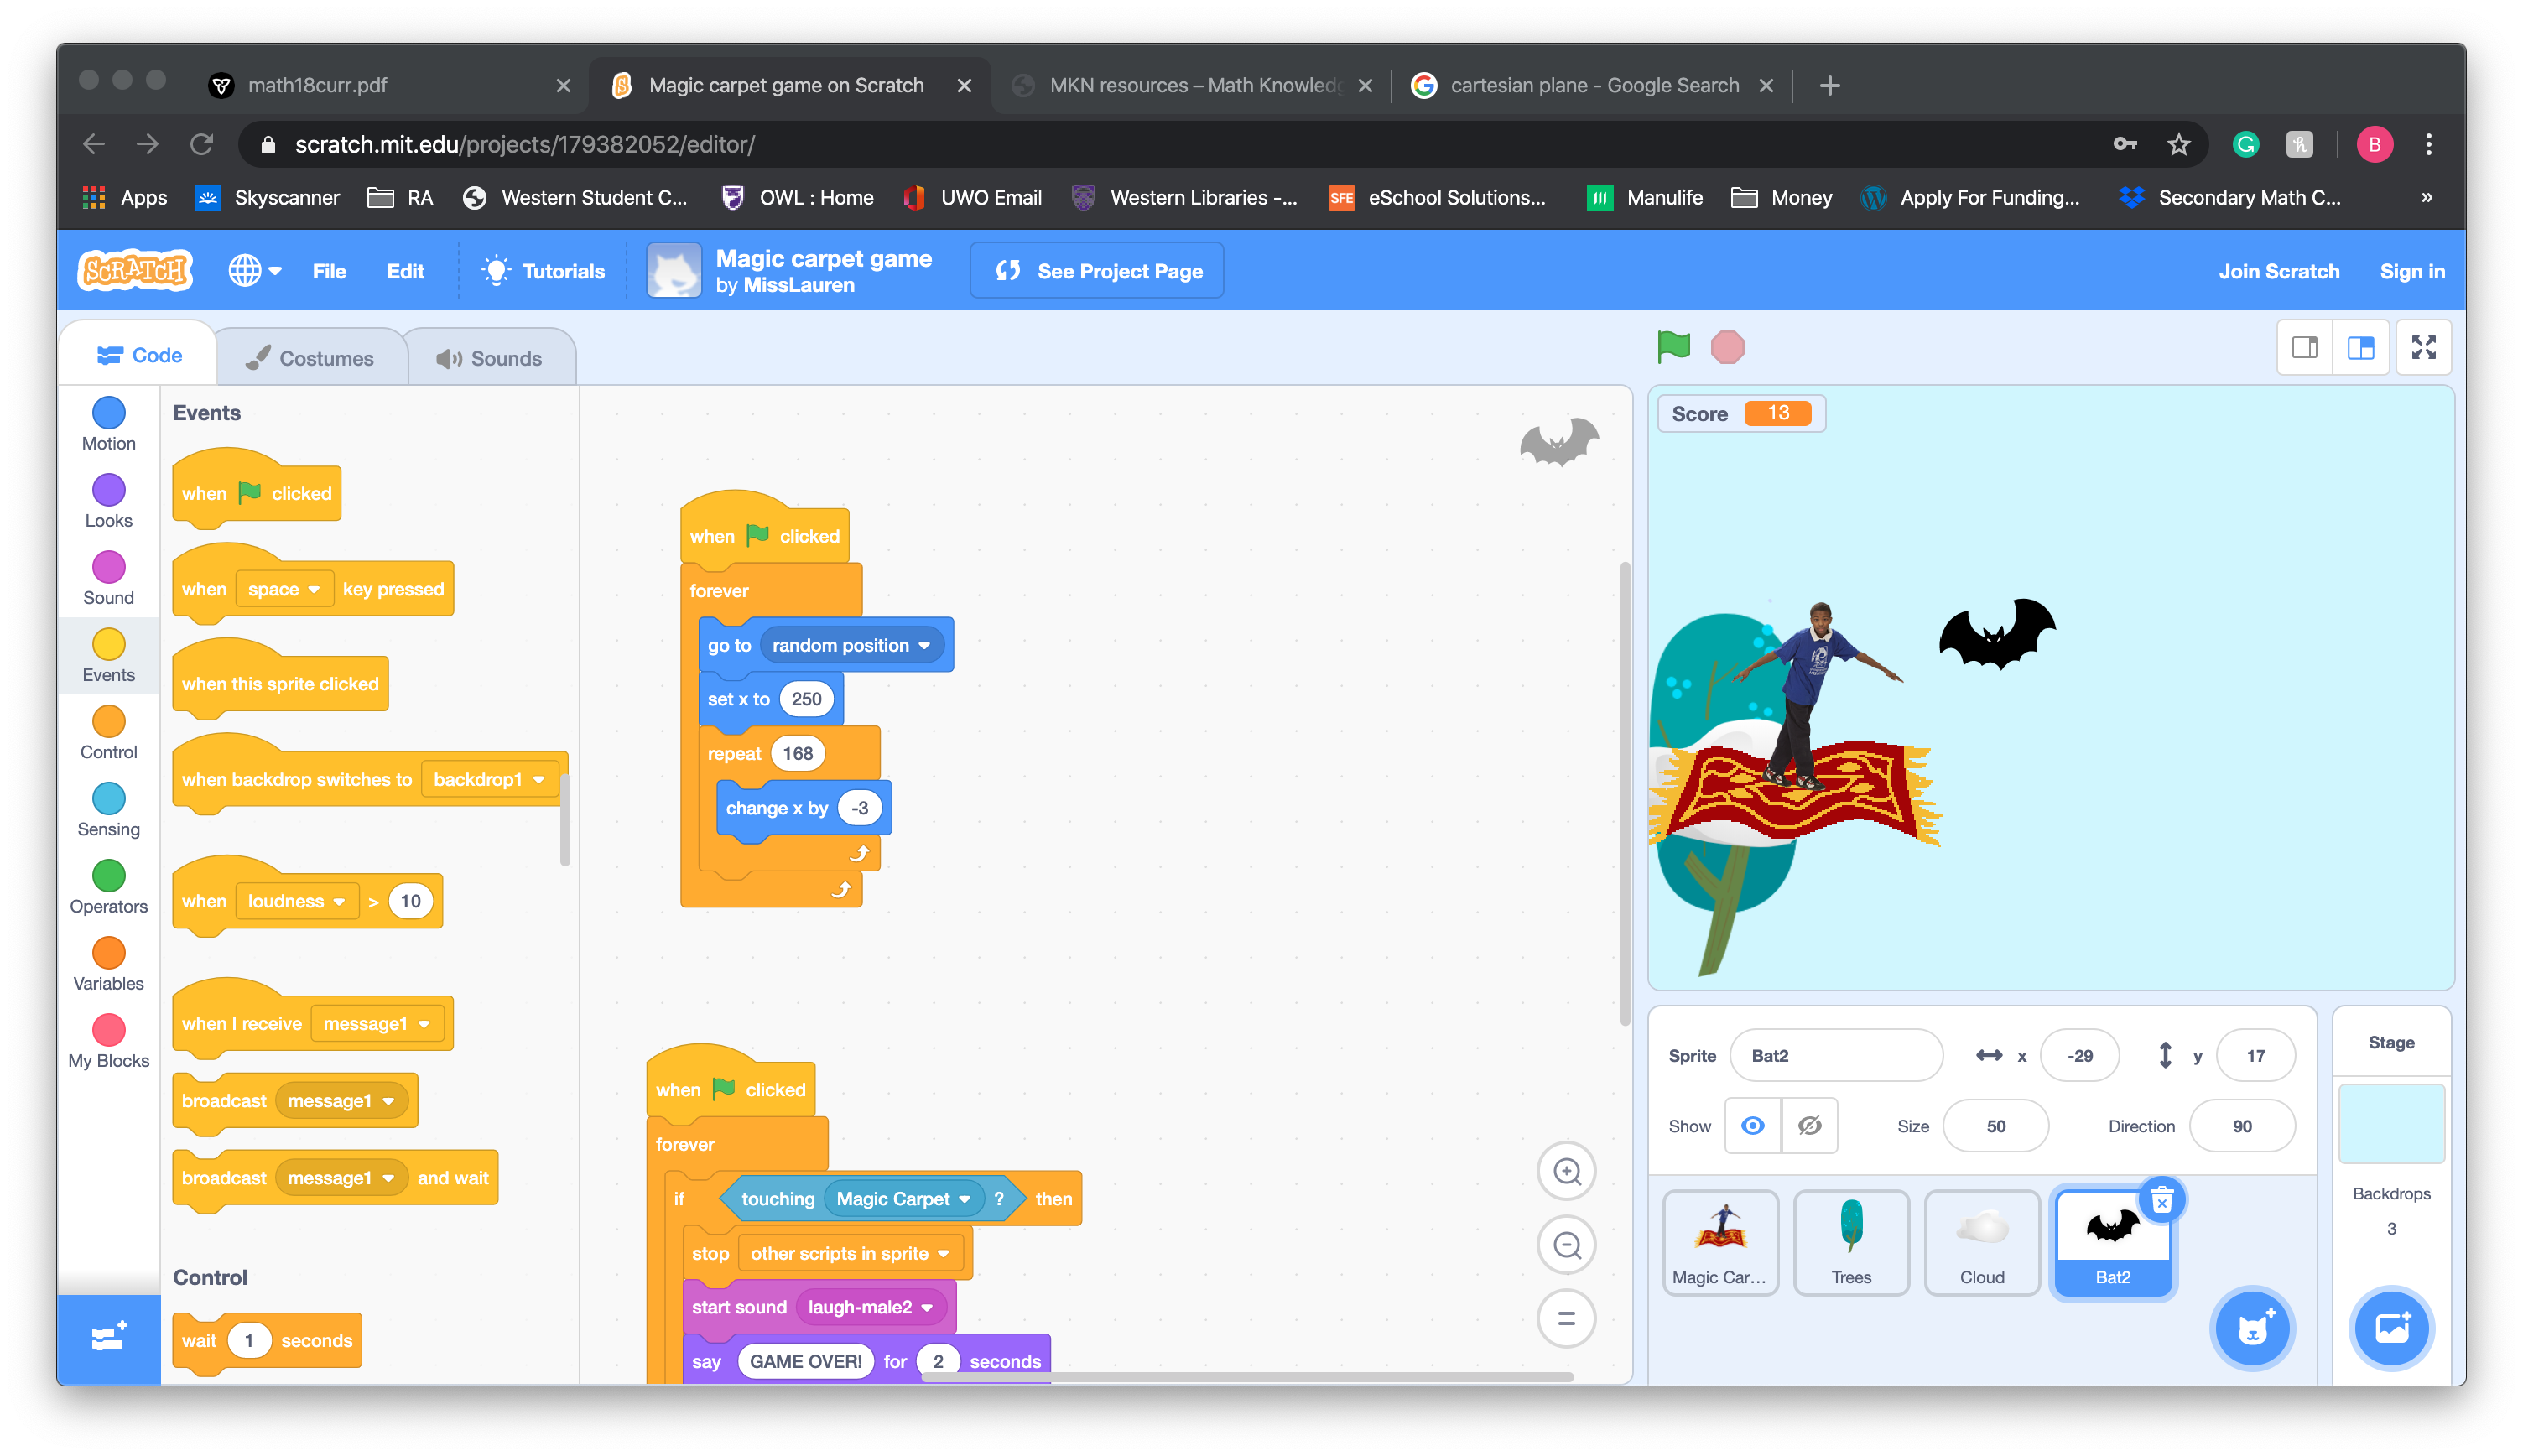 math18curr.pdf
Magic carpet game on Scratch
MKN resources – Math Knowledg
cartesian plane - Google Search
scratch.mit.edu/projects/179382052/editor/
B
Apps
Skyscanner
RA
Western Student C...
OWL : Home
UWO Email
Western Libraries -...
SFE
eSchool Solutions...
Manulife
Money
Apply For Funding...
Secondary Math C...
»
SCRATCH
File
Edit
Tutorials
Magic carpet game
by MissLauren
See Project Page
Join Scratch
Sign in
Code
Costumes
Sounds
Motion
Looks
Sound
Events
Control
Sensing
Operators
Variables
My Blocks
Events
when clicked
when space key pressed
when this sprite clicked
when backdrop switches to backdrop1
when loudness > 10
when I receive message1
broadcast message1
broadcast message1 and wait
Control
wait 1 seconds
when clicked
forever
go to random position
set x to 250
repeat 168
change x by -3
when clicked
forever
if touching Magic Carpet ? then
stop other scripts in sprite
start sound laugh-male2
say GAME OVER! for 2 seconds
Score 13
Sprite Bat2 x -29 y 17
Show Size 50 Direction 90
Magic Car...
Trees
Cloud
Bat2
Stage
Backdrops
3